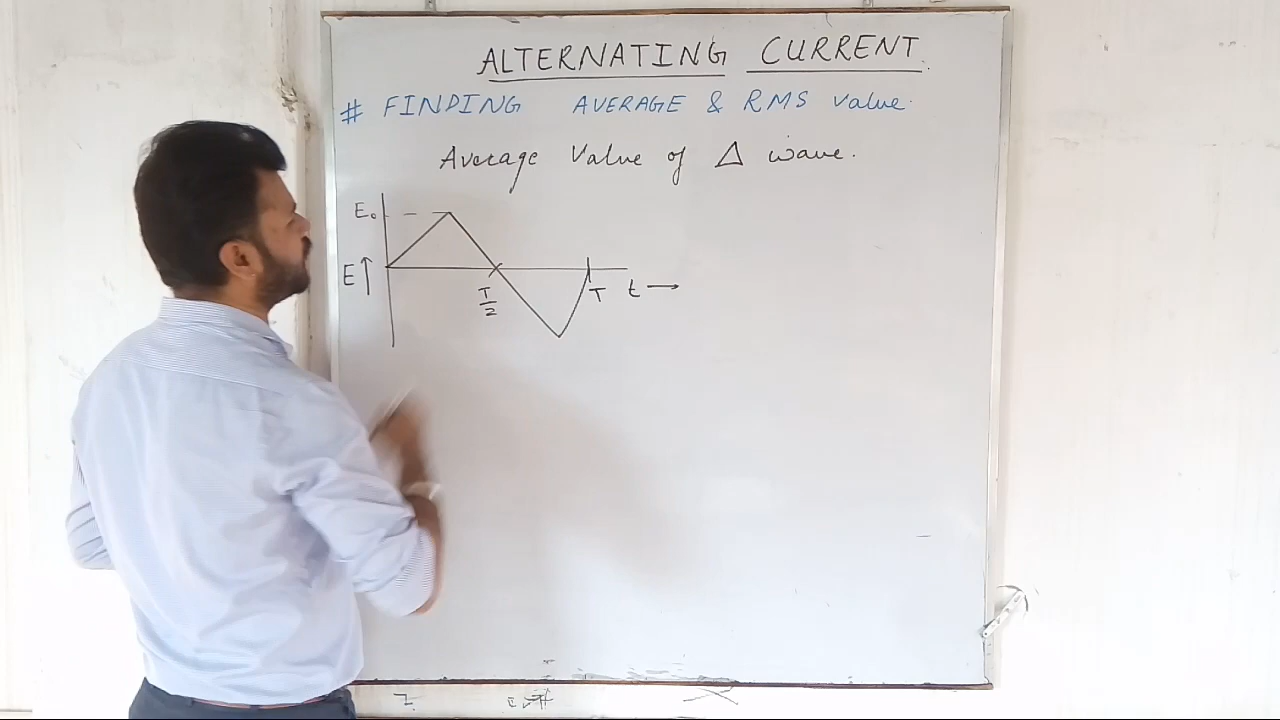 ALTERNATING CURRENT
# FINDING AVERAGE & RMS value.
Average Value of Δ wave.
E₀
E↑
T/2
T
t →